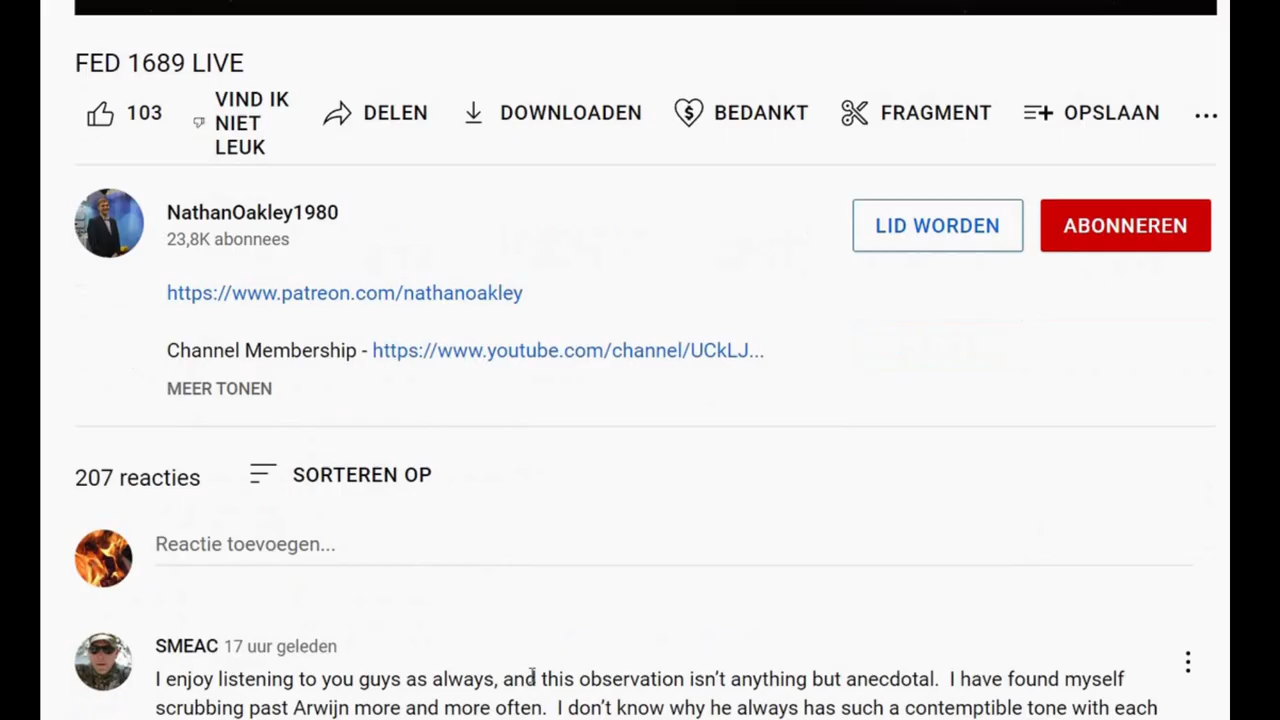 FED 1689 LIVE
103
VIND IK
NIET
LEUK
DELEN
DOWNLOADEN
BEDANKT
FRAGMENT
OPSLAAN
NathanOakley1980
23,8K abonnees
LID WORDEN
ABONNEREN
https://www.patreon.com/nathanoakley
Channel Membership - https://www.youtube.com/channel/UCkLJ...
MEER TONEN
207 reacties
SORTEREN OP
Reactie toevoegen...
SMEAC 17 uur geleden
I enjoy listening to you guys as always, and this observation isn't anything but anecdotal.  I have found myself
scrubbing past Arwijn more and more often.  I don't know why he always has such a contemptible tone with each